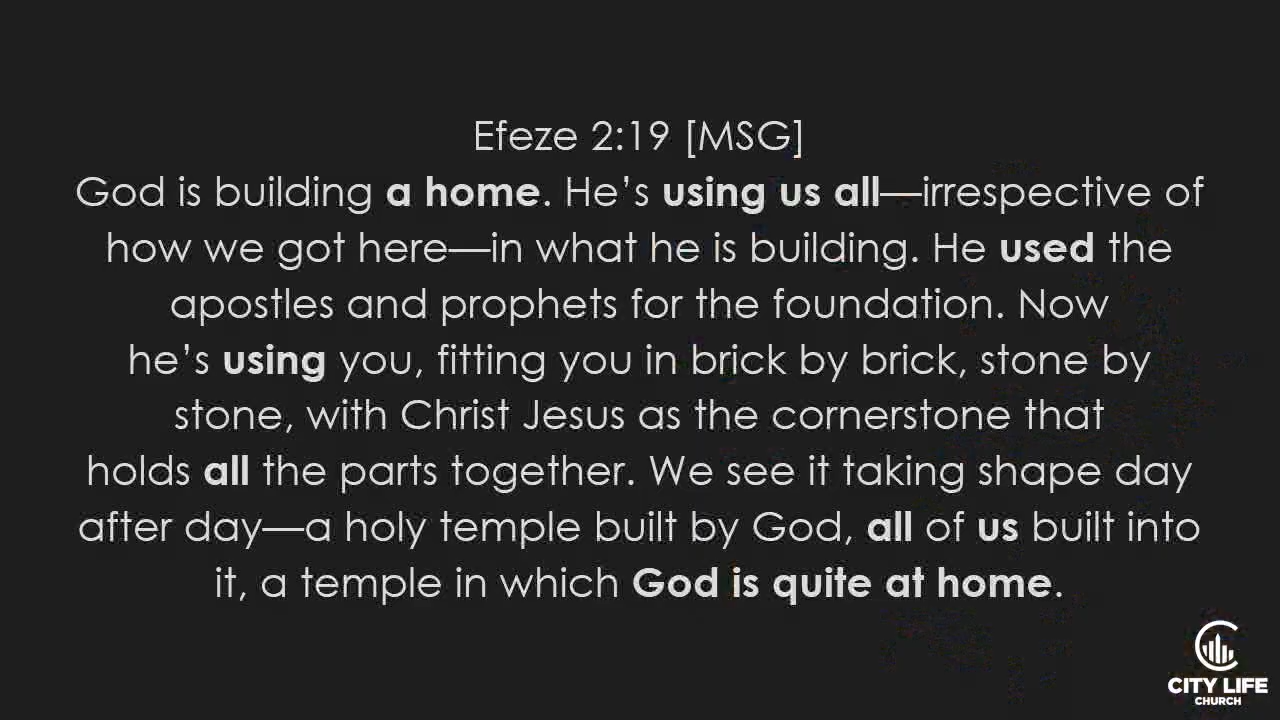 Efeze 2:19 [MSG]
God is building a home. He’s using us all—irrespective of
how we got here—in what he is building. He used the
apostles and prophets for the foundation. Now
he’s using you, fitting you in brick by brick, stone by
stone, with Christ Jesus as the cornerstone that
holds all the parts together. We see it taking shape day
after day—a holy temple built by God, all of us built into
it, a temple in which God is quite at home.
CITY LIFE
CHURCH